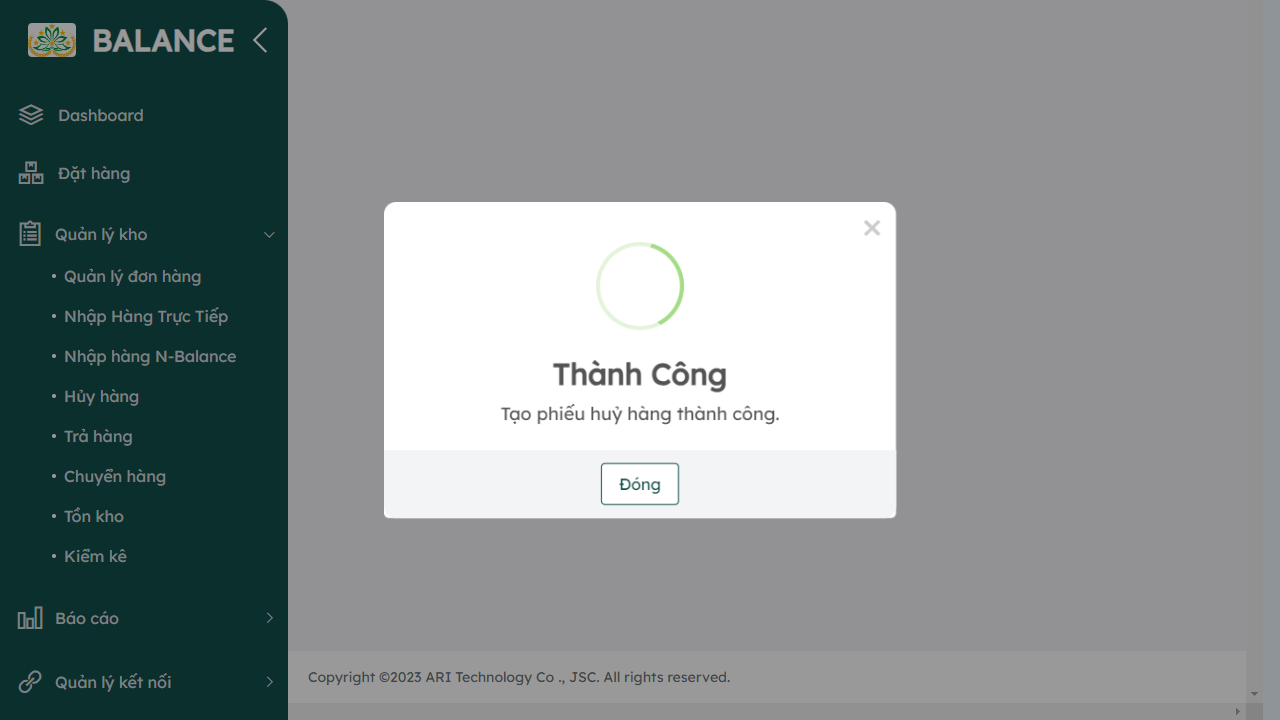 BALANCE
Dashboard
Đặt hàng
Quản lý kho
Quản lý đơn hàng
Nhập Hàng Trực Tiếp
Nhập hàng N-Balance
Hủy hàng
Trả hàng
Chuyển hàng
Tồn kho
Kiểm kê
Báo cáo
Quản lý kết nối
Thành Công
Tạo phiếu huỷ hàng thành công.
Đóng
Copyright ©2023 ARI Technology Co ., JSC. All rights reserved.